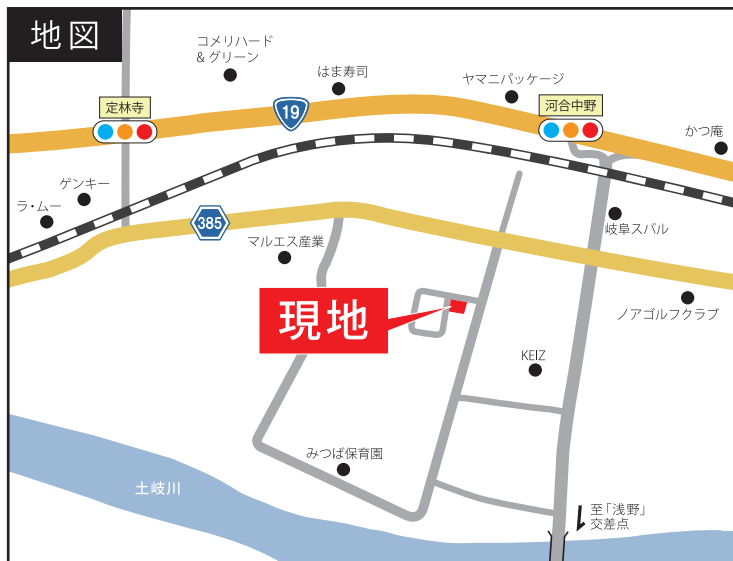 地図
コメリハード
&グリーン
はま寿司
ヤマニパッケージ
定林寺
19
河合中野
かつ庵
ゲンキー
ラ・ムー
385
マルエス産業
岐阜スバル
現地
ノアゴルフクラブ
KEIZ
みつば保育園
土岐川
至「浅野」
交差点